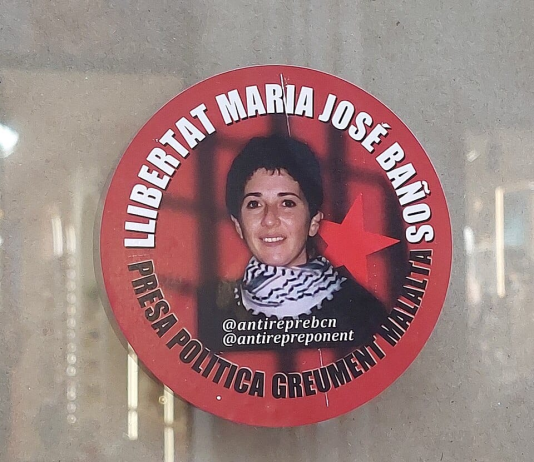 LLIBERTAT MARIA JOSÉ BAÑOS
@antireprebcn
@antirepreponent
PRESA POLÍTICA GREUMENT MALALTA